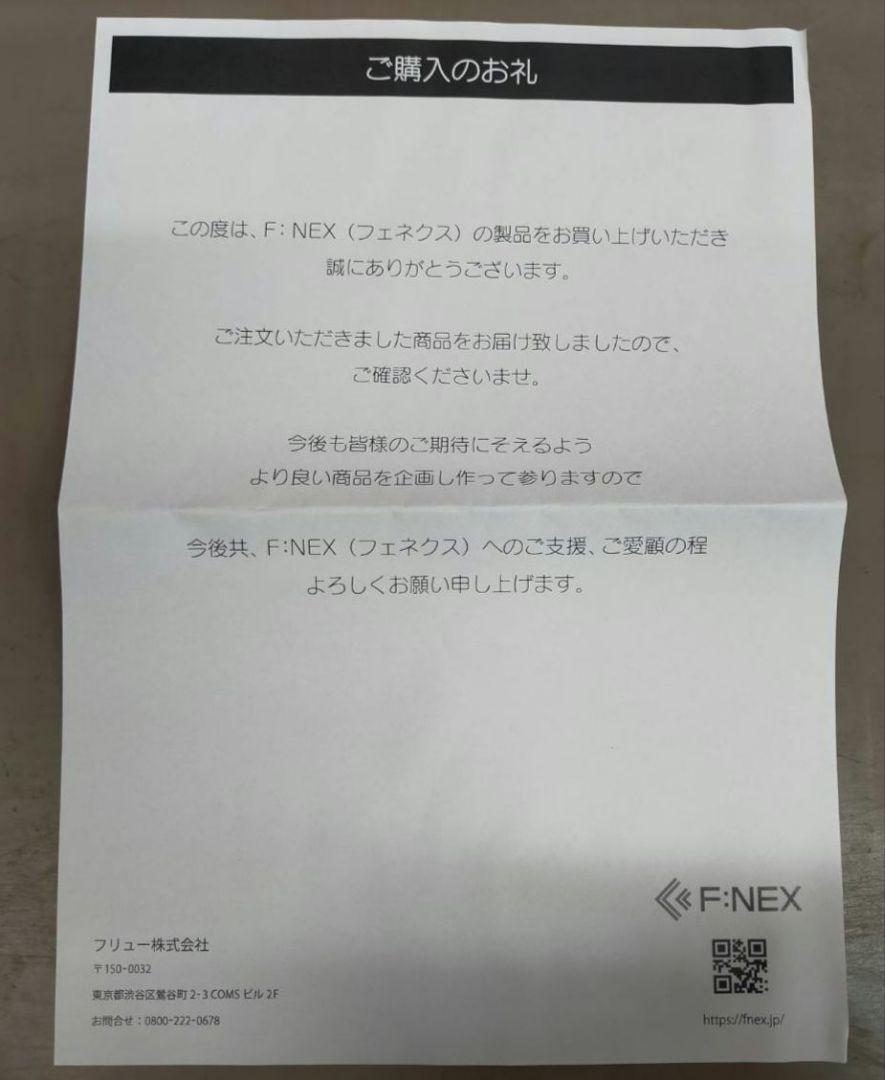 ご購入のお礼
この度は、F：NEX（フェネクス）の製品をお買い上げいただき
誠にありがとうございます。
ご注文いただきました商品をお届け致しましたので、
ご確認くださいませ。
今後も皆様のご期待にそえるよう
より良い商品を企画し作って参りますので
今後共、F:NEX（フェネクス）へのご支援、ご愛顧の程
よろしくお願い申し上げます。
F:NEX
フリュー株式会社
〒150-0032
東京都渋谷区鶯谷町 2-3 COMS ビル 2F
お問合せ：0800-222-0678
https://fnex.jp/